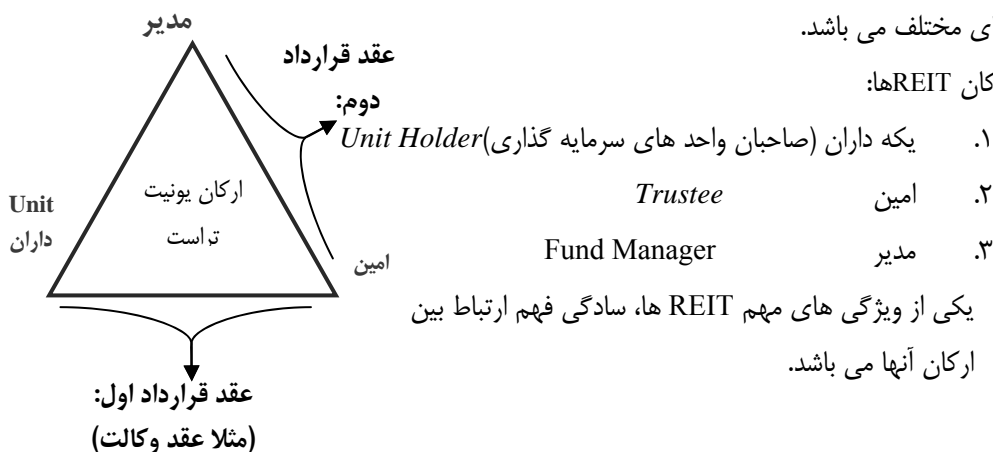 ای مختلف می باشد.
کان REITها:
۱. یکه داران (صاحبان واحد های سرمایه گذاری)Unit Holder
۲. امین Trustee
۳. مدیر Fund Manager
یکی از ویژگی های مهم REIT ها، سادگی فهم ارتباط بین
ارکان آنها می باشد.
مدیر
عقد قرارداد
دوم:
ارکان یونیت
تراست
Unit
داران
امین
عقد قرارداد اول:
(مثلا عقد وکالت)